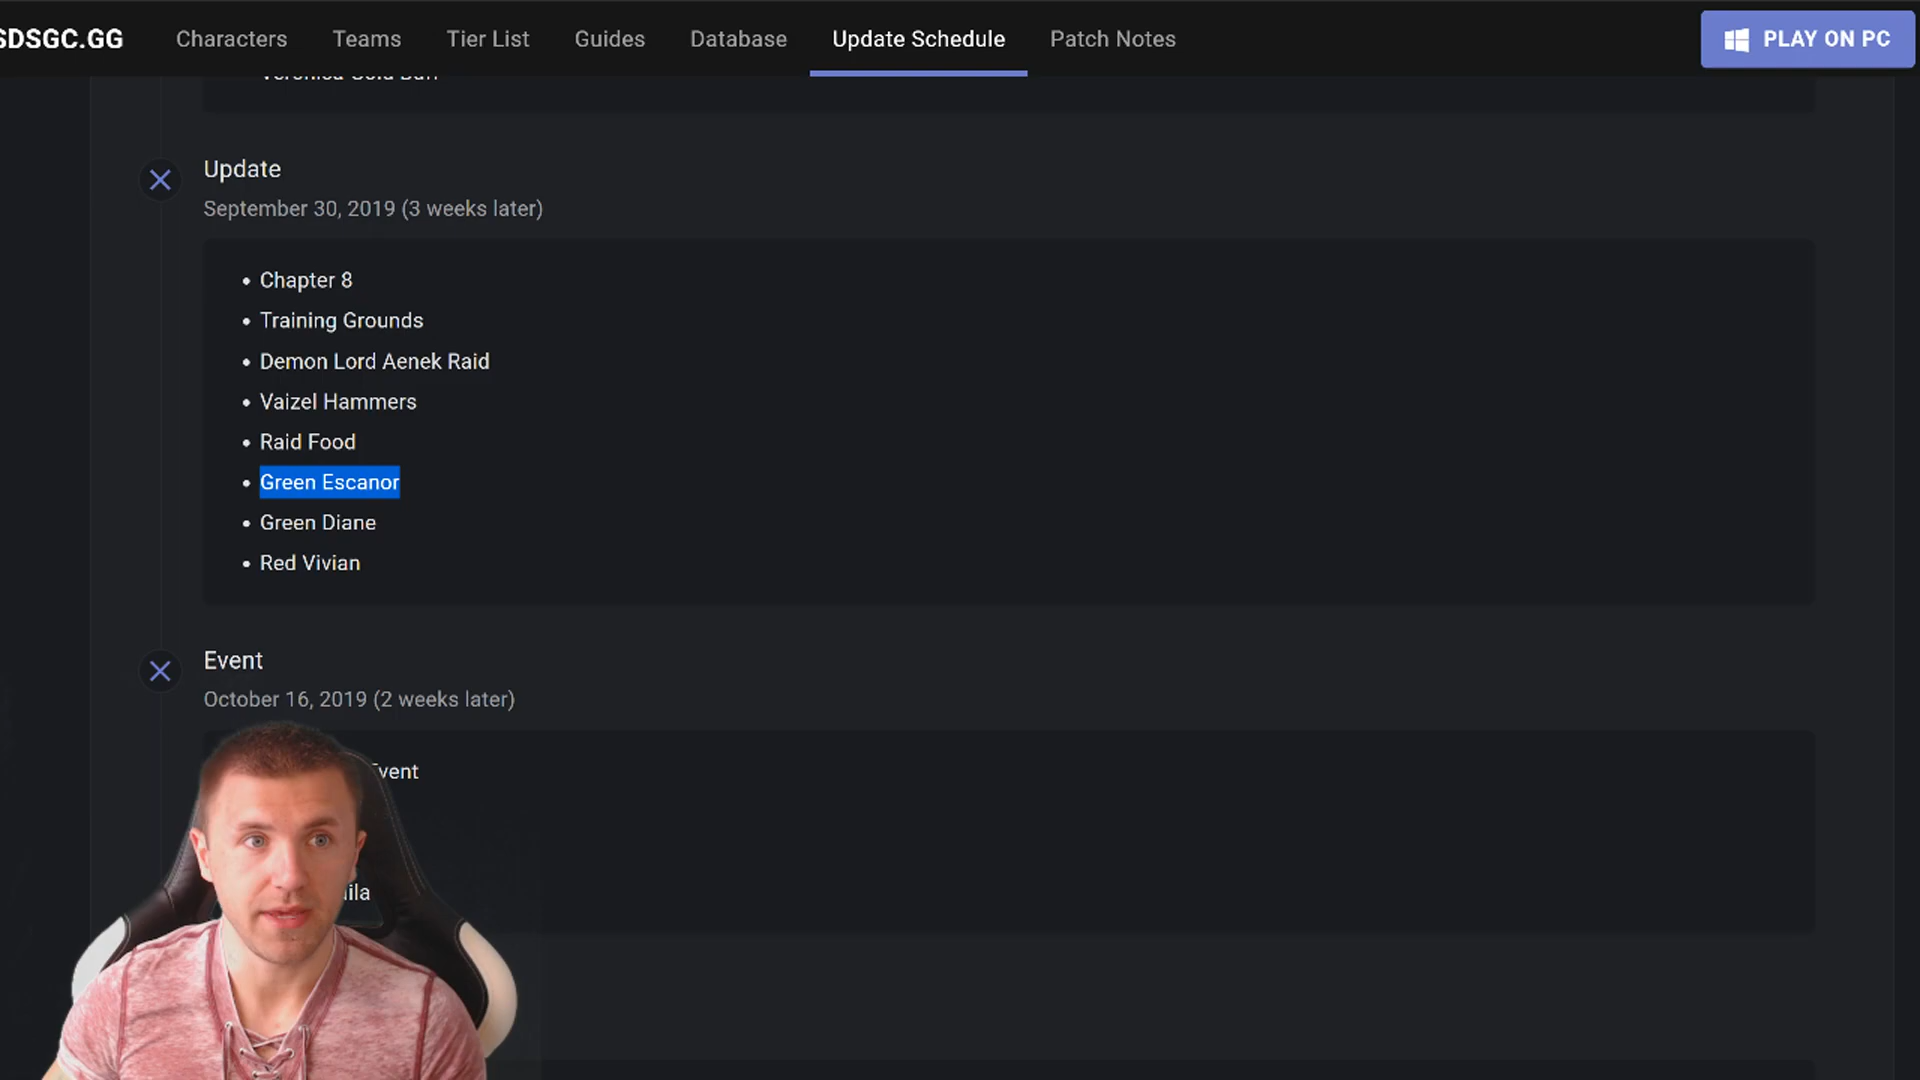 SDSGC.GG Characters Teams Tier List Guides Database Update Schedule Patch Notes PLAY ON PC
Update
September 30, 2019 (3 weeks later)
Chapter 8
Training Grounds
Demon Lord Aenek Raid
Vaizel Hammers
Raid Food
Green Escanor
Green Diane
Red Vivian
Event
October 16, 2019 (2 weeks later)
Event